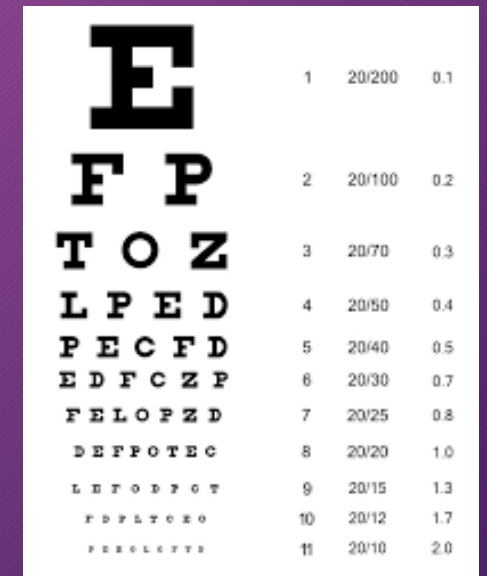 E 1 20/200 0.1
F P 2 20/100 0.2
T O Z 3 20/70 0.3
L P E D 4 20/50 0.4
P E C F D 5 20/40 0.5
E D F C Z P 6 20/30 0.7
F E L O P Z D 7 20/25 0.8
D E F P O T E C 8 20/20 1.0
9 20/15 1.3
10 20/12 1.7
11 20/10 2.0